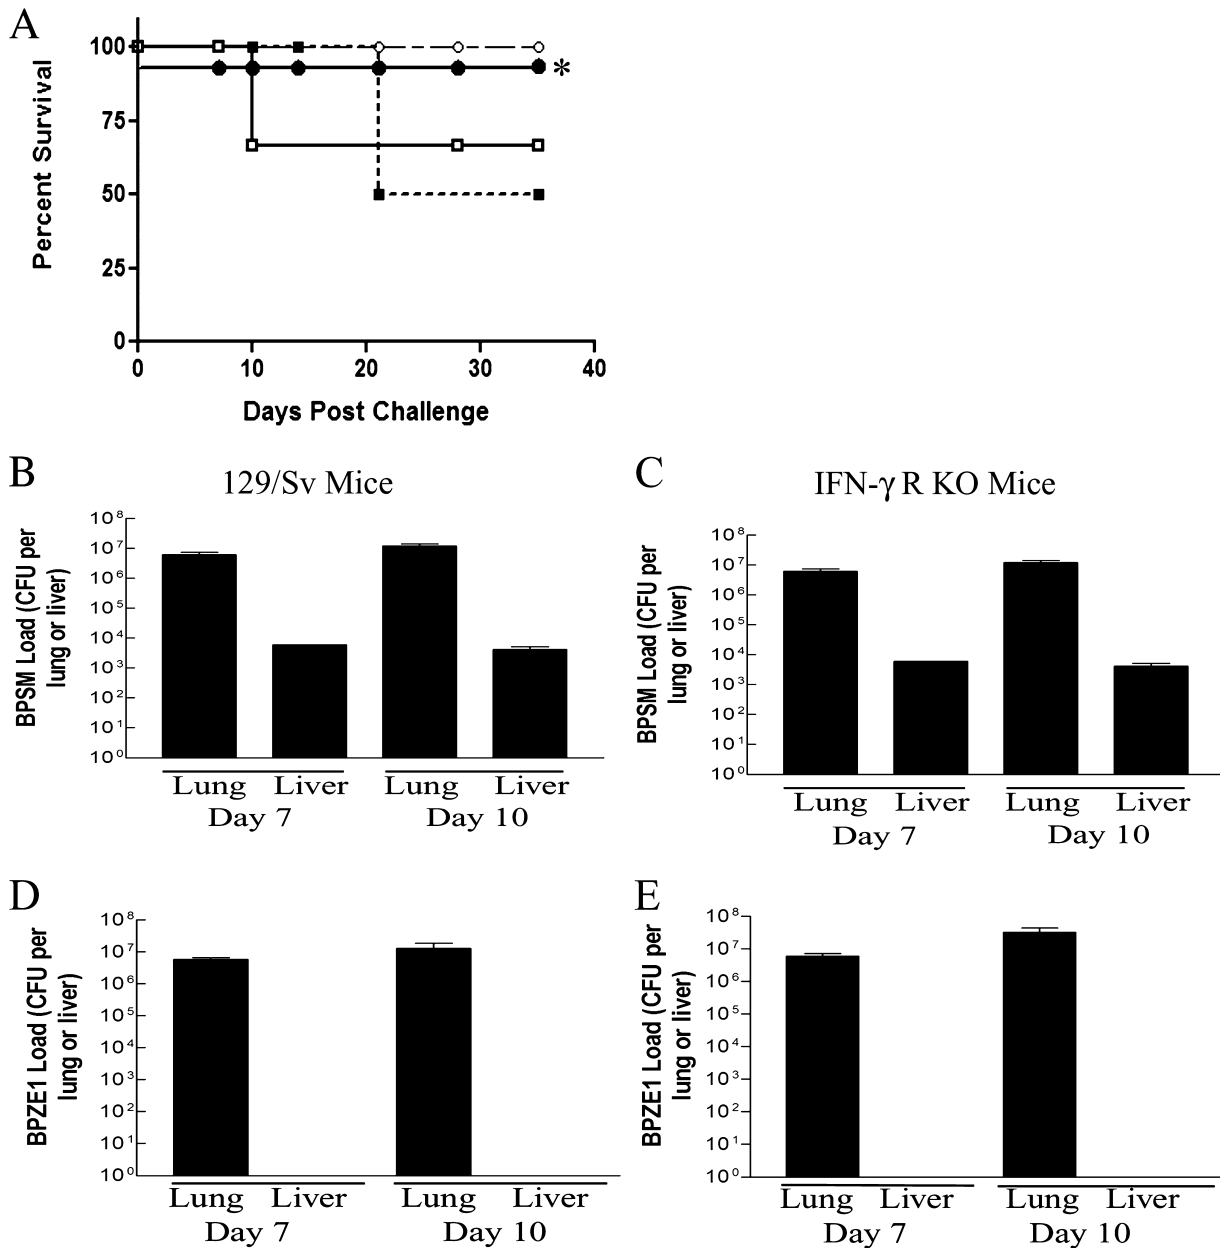 A
Percent Survival
100
75
50
25
0
*
0 10 20 30 40
Days Post Challenge
B
129/Sv Mice
BPSM Load (CFU per
lung or liver)
10⁸
10⁷
10⁶
10⁵
10⁴
10³
10²
10¹
10⁰
Lung Liver Lung Liver
Day 7 Day 10
C
IFN-γ R KO Mice
BPSM Load (CFU per
lung or liver)
10⁸
10⁷
10⁶
10⁵
10⁴
10³
10²
10¹
10⁰
Lung Liver Lung Liver
Day 7 Day 10
D
BPZE1 Load (CFU per
lung or liver)
10⁸
10⁷
10⁶
10⁵
10⁴
10³
10²
10¹
10⁰
Lung Liver Lung Liver
Day 7 Day 10
E
BPZE1 Load (CFU per
lung or liver)
10⁸
10⁷
10⁶
10⁵
10⁴
10³
10²
10¹
10⁰
Lung Liver Lung Liver
Day 7 Day 10